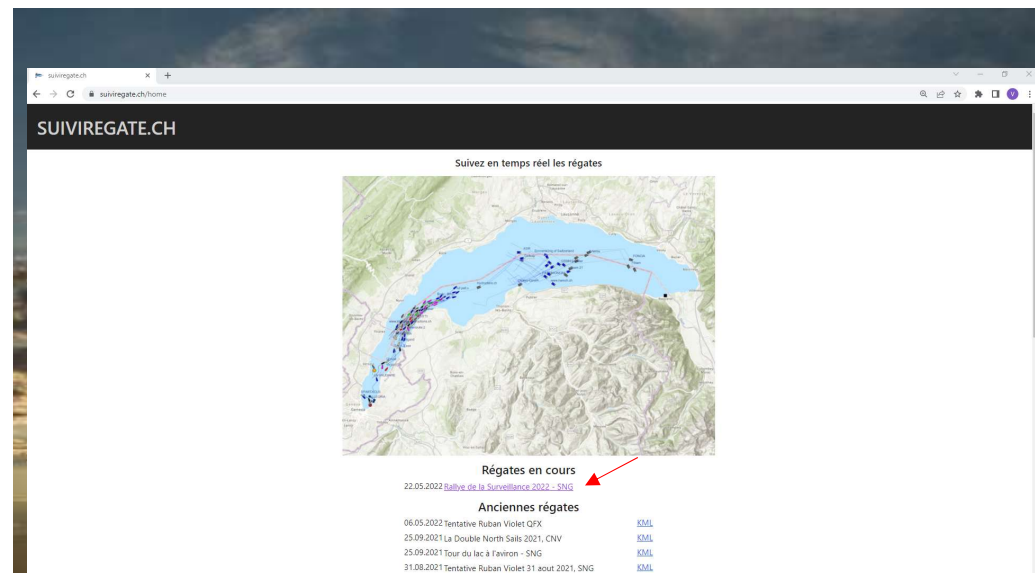 suiviregate.ch
suiviregate.ch/home
V
SUIVIREGATE.CH
Suivez en temps réel les régates
Régates en cours
22.05.2022 Rallye de la Surveillance 2022 - SNG
Anciennes régates
06.05.2022 Tentative Ruban Violet QFX KML
25.09.2021 La Double North Sails 2021, CNV KML
25.09.2021 Tour du lac à l'aviron - SNG KML
31.08.2021 Tentative Ruban Violet 31 aout 2021, SNG KML